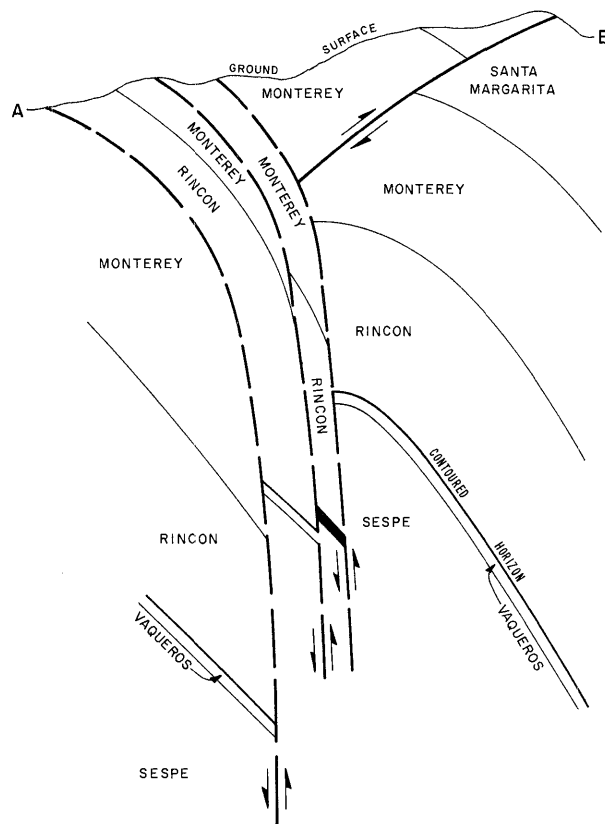 A
GROUND
SURFACE
B
MONTEREY
SANTA
MARGARITA
MONTEREY
RINCON
MONTEREY
MONTEREY
MONTEREY
RINCON
RINCON
CONTOURED
HORIZON
SESPE
RINCON
VAQUEROS
VAQUEROS
SESPE